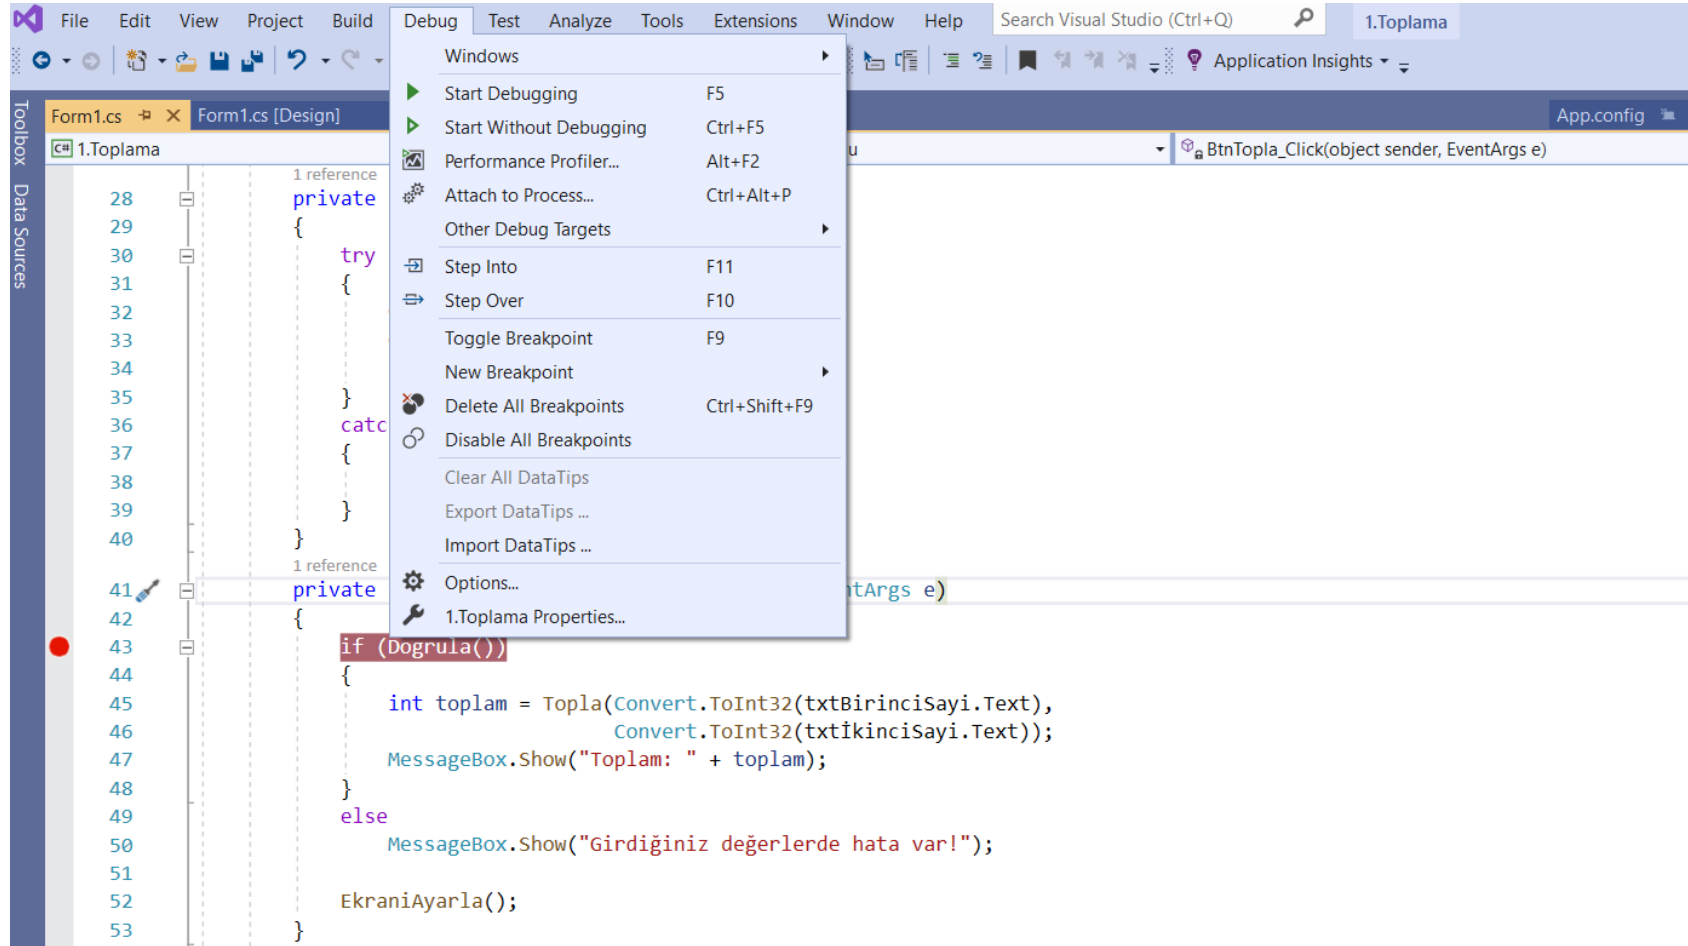 File Edit View Project Build Debug Test Analyze Tools Extensions Window Help Search Visual Studio (Ctrl+Q) 1.Toplama
Application Insights
Toolbox
Data Sources
Form1.cs Form1.cs [Design] App.config
C# 1.Toplama u BtnTopla_Click(object sender, EventArgs e)
Windows
Start Debugging F5
Start Without Debugging Ctrl+F5
Performance Profiler... Alt+F2
Attach to Process... Ctrl+Alt+P
Other Debug Targets
Step Into F11
Step Over F10
Toggle Breakpoint F9
New Breakpoint
Delete All Breakpoints Ctrl+Shift+F9
Disable All Breakpoints
Clear All DataTips
Export DataTips ...
Import DataTips ...
Options...
1.Toplama Properties...
1 reference
28 private
29 {
30 try
31 {
32
33
34
35 }
36 catc
37 {
38
39 }
40 }
1 reference
41 private ntArgs e)
42 {
43 if (Dogrula())
44 {
45 int toplam = Topla(Convert.ToInt32(txtBirinciSayi.Text),
46 Convert.ToInt32(txtİkinciSayi.Text));
47 MessageBox.Show("Toplam: " + toplam);
48 }
49 else
50 MessageBox.Show("Girdiğiniz değerlerde hata var!");
51
52 EkraniAyarla();
53 }